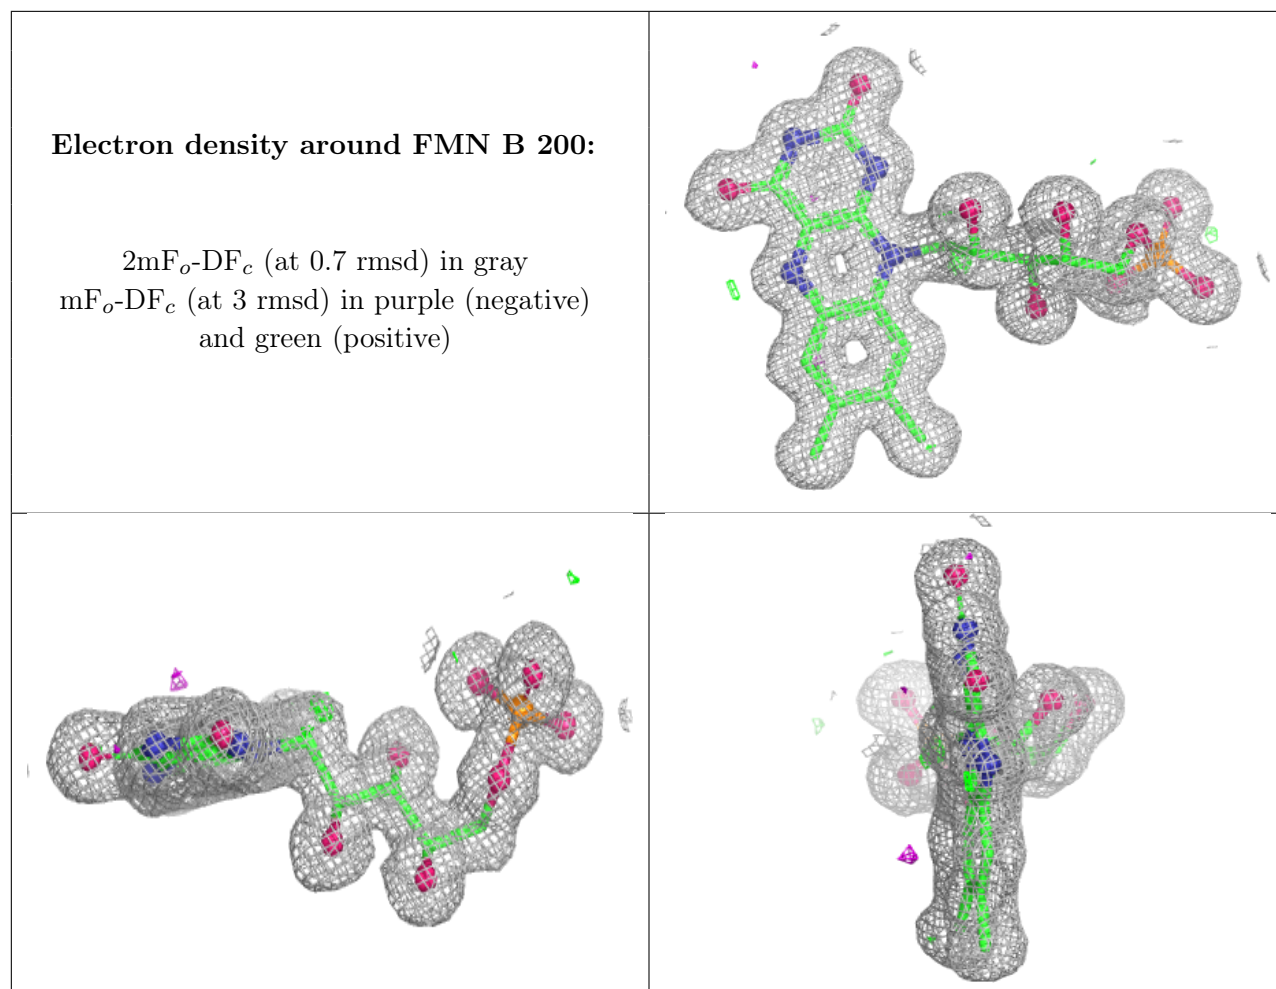 Electron density around FMN B 200:
2mFo-DFc (at 0.7 rmsd) in gray
mFo-DFc (at 3 rmsd) in purple (negative)
and green (positive)